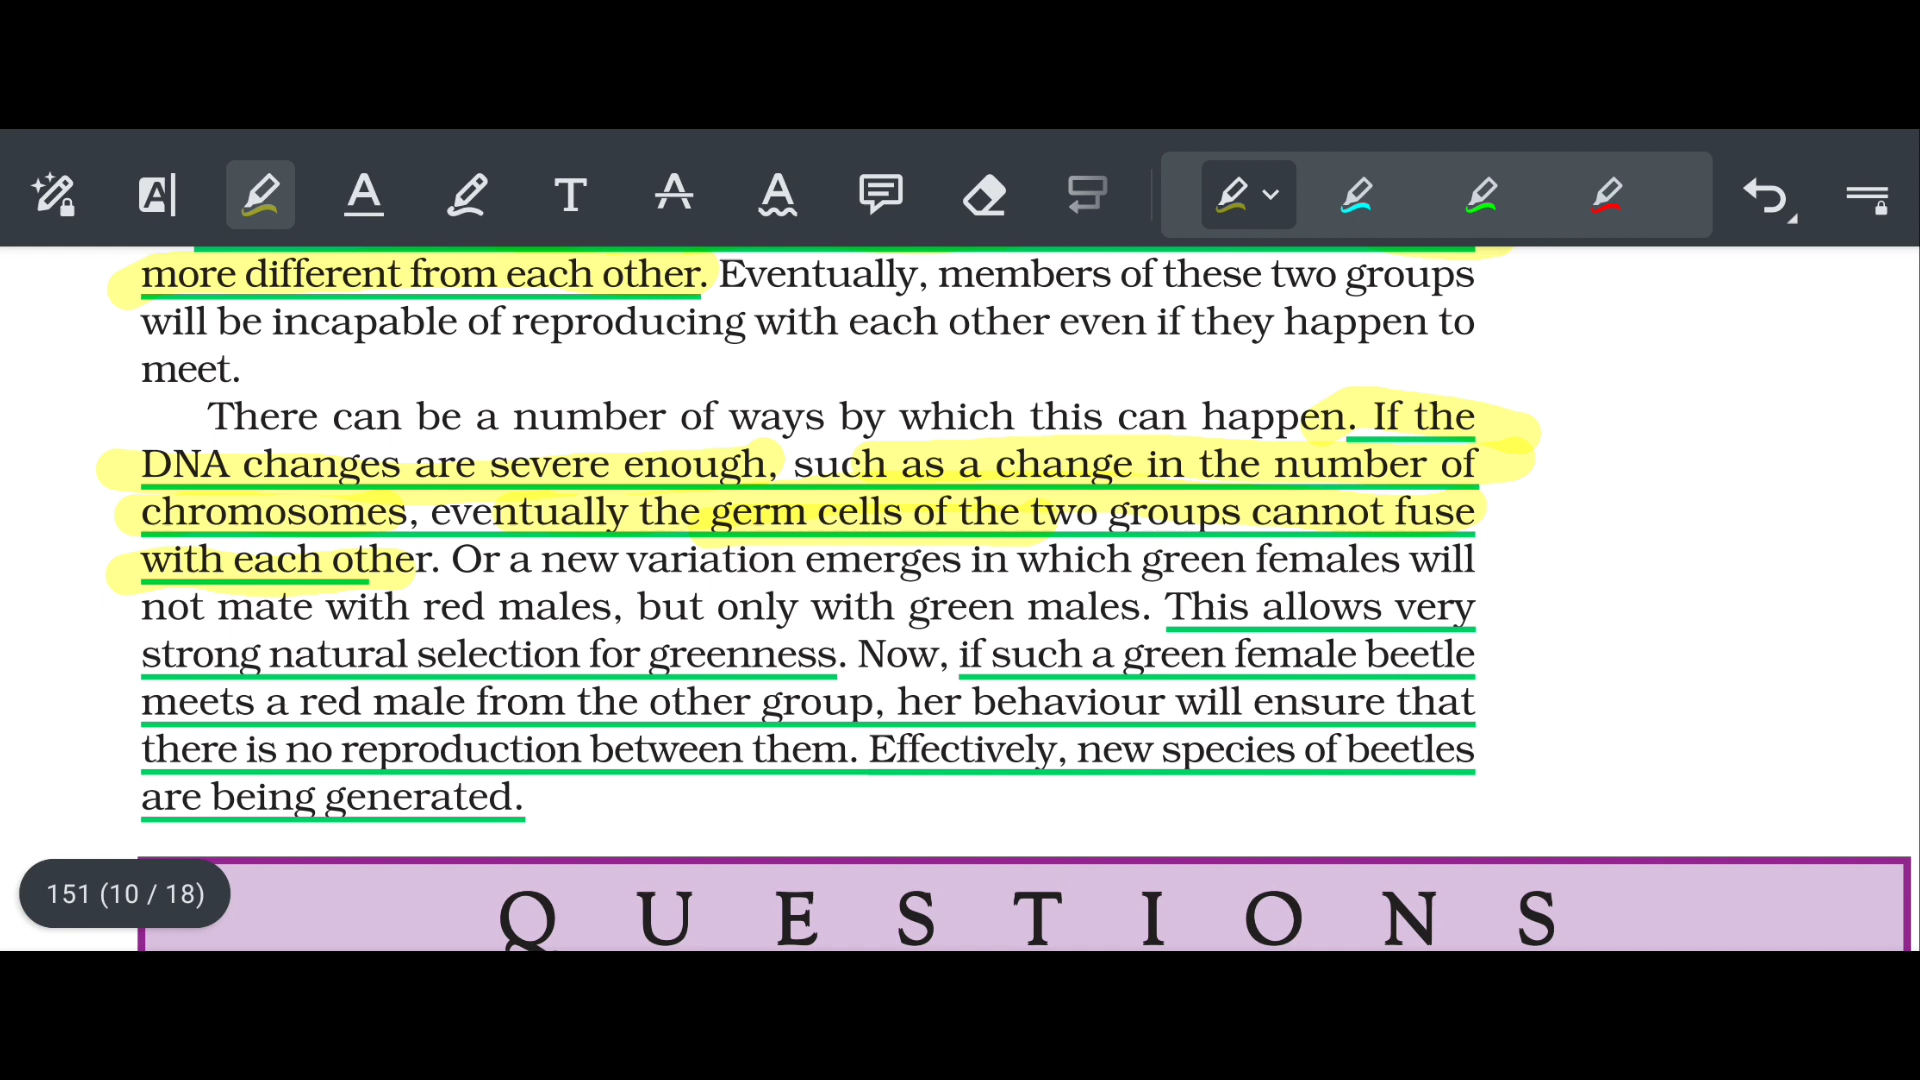 more different from each other. Eventually, members of these two groups
will be incapable of reproducing with each other even if they happen to
meet.
There can be a number of ways by which this can happen. If the
DNA changes are severe enough, such as a change in the number of
chromosomes, eventually the germ cells of the two groups cannot fuse
with each other. Or a new variation emerges in which green females will
not mate with red males, but only with green males. This allows very
strong natural selection for greenness. Now, if such a green female beetle
meets a red male from the other group, her behaviour will ensure that
there is no reproduction between them. Effectively, new species of beetles
are being generated.
151 (10 / 18)
QUESTIONS